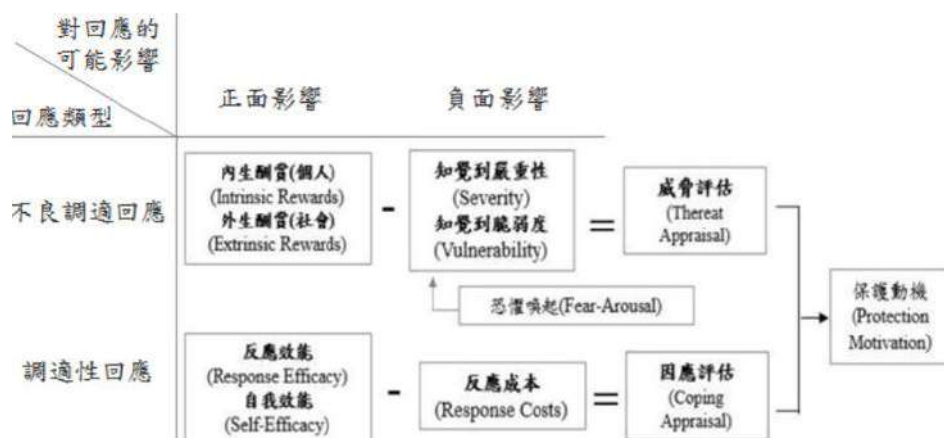 對回應的
可能影響
回應類型
正面影響
負面影響
不良調適回應
內生酬賞(個人)
(Intrinsic Rewards)
外生酬賞(社會)
(Extrinsic Rewards)
-
知覺到嚴重性
(Severity)
知覺到脆弱度
(Vulnerability)
=
威脅評估
(Thereat
Appraisal)
恐懼喚起(Fear-Arousal)
保護動機
(Protection
Motivation)
調適性回應
反應效能
(Response Efficacy)
自我效能
(Self-Efficacy)
-
反應成本
(Response Costs)
=
因應評估
(Coping
Appraisal)